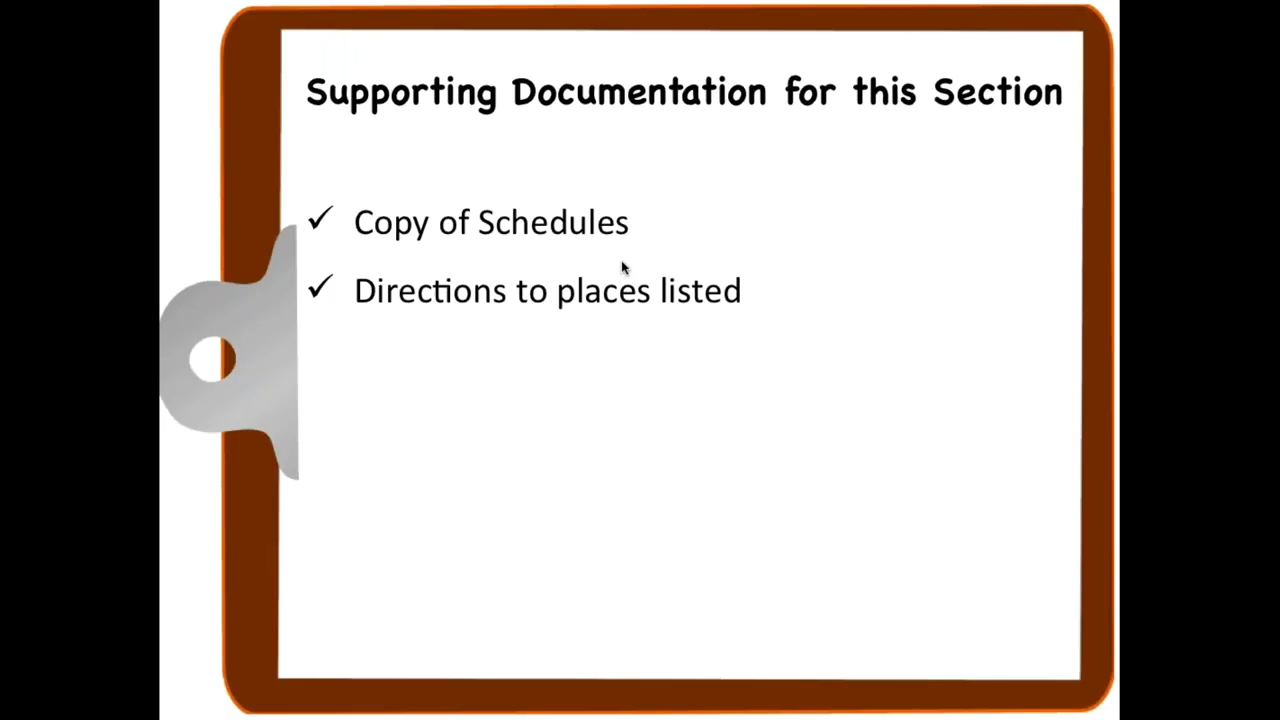 Supporting Documentation for this Section
✓ Copy of Schedules
✓ Directions to places listed